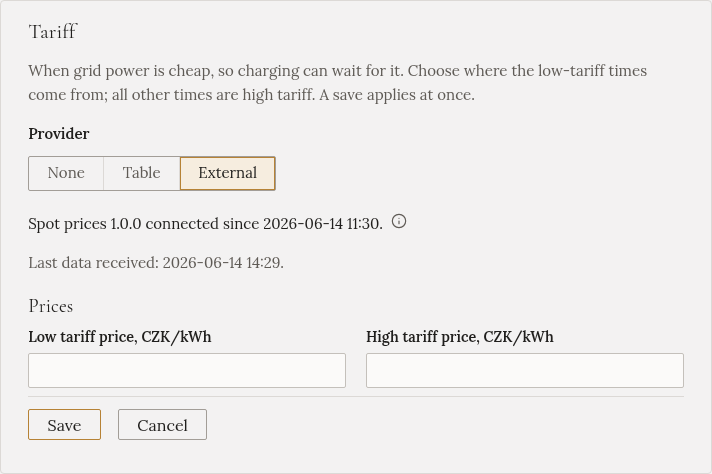 Tariff
When grid power is cheap, so charging can wait for it. Choose where the low-tariff times
come from; all other times are high tariff. A save applies at once.
Provider
None Table External
Spot prices 1.0.0 connected since 2026-06-14 11:30.
Last data received: 2026-06-14 14:29.
Prices
Low tariff price, CZK/kWh High tariff price, CZK/kWh
Save Cancel